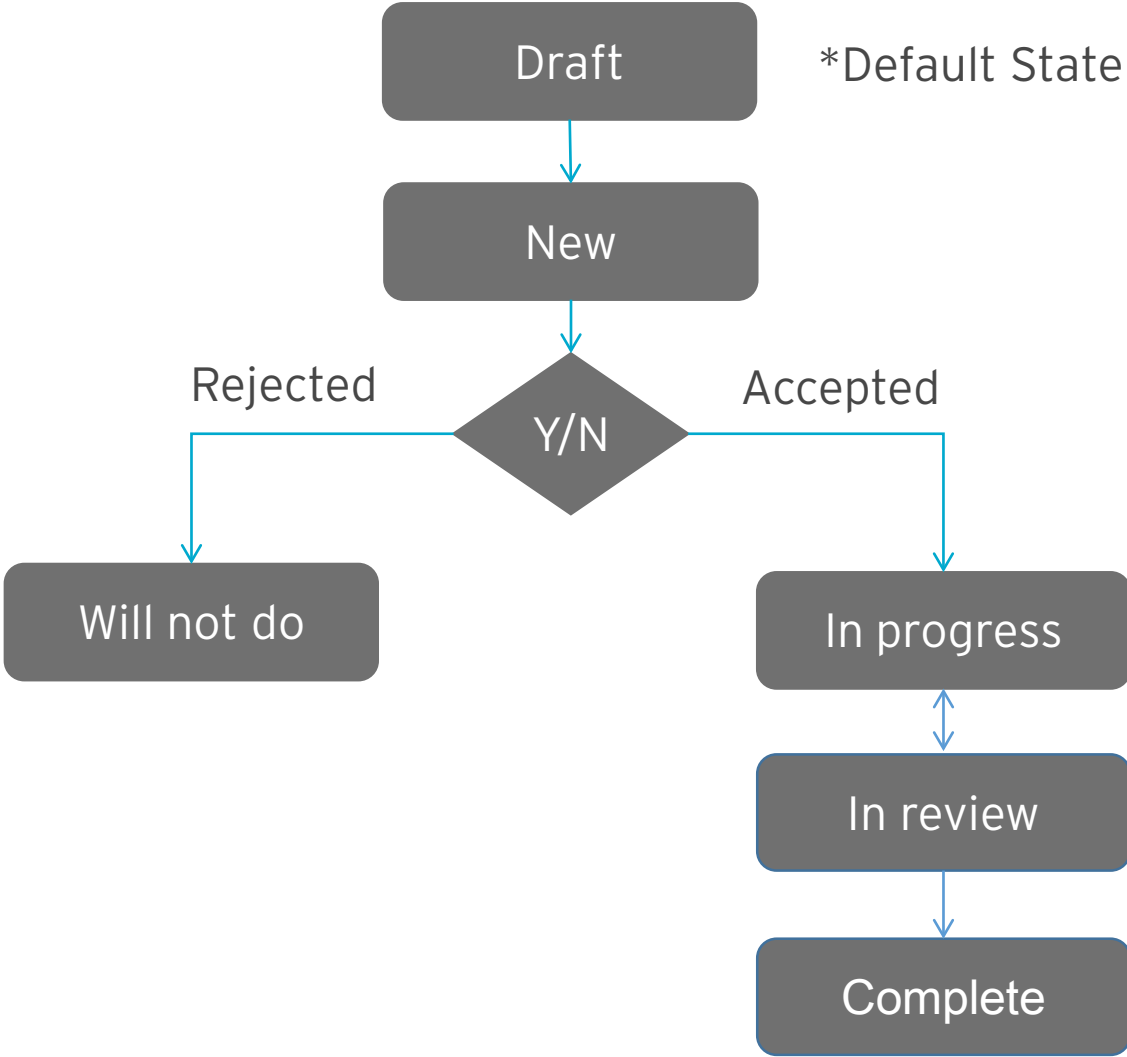 Draft
*Default State
New
Rejected
Accepted
Y/N
Will not do
In progress
In review
Complete